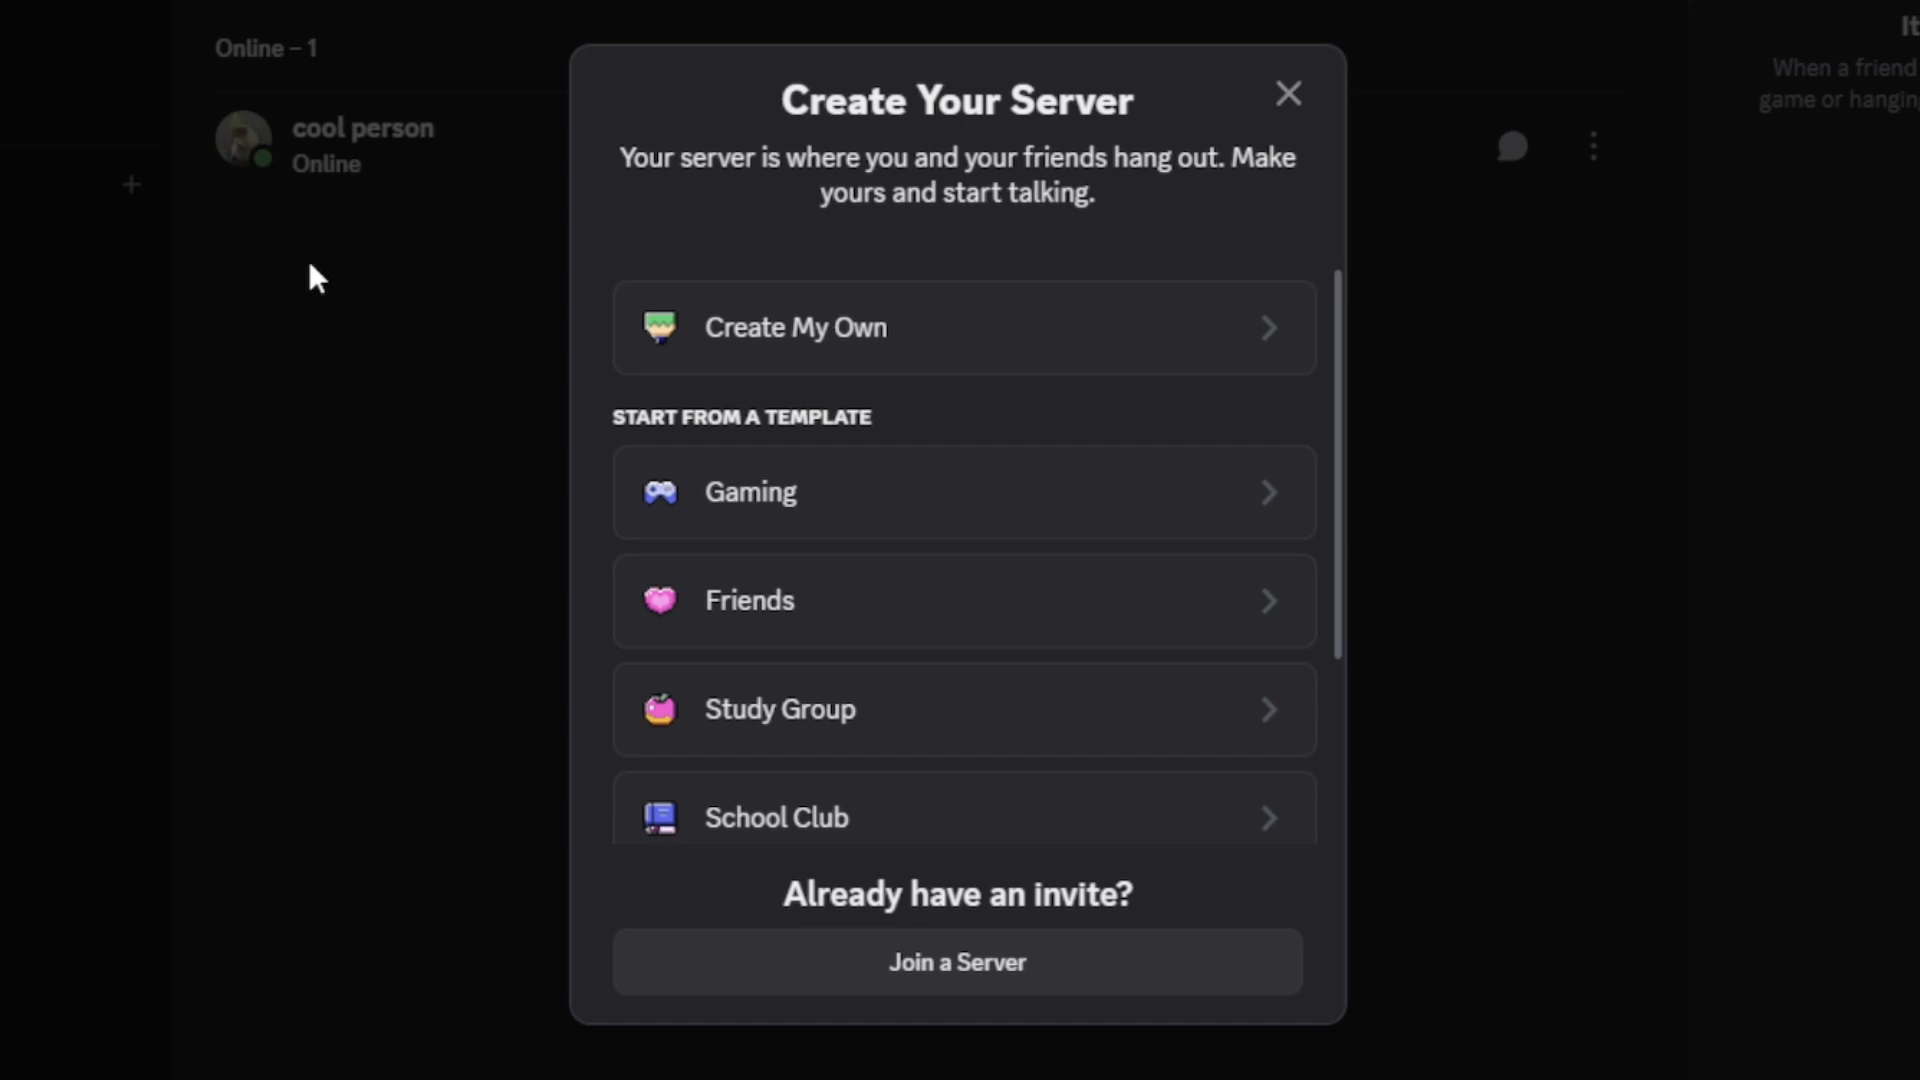 Online – 1
cool person
Online
Create Your Server
Your server is where you and your friends hang out. Make
yours and start talking.
Create My Own
START FROM A TEMPLATE
Gaming
Friends
Study Group
School Club
Already have an invite?
Join a Server
It
When a friend
game or hangin